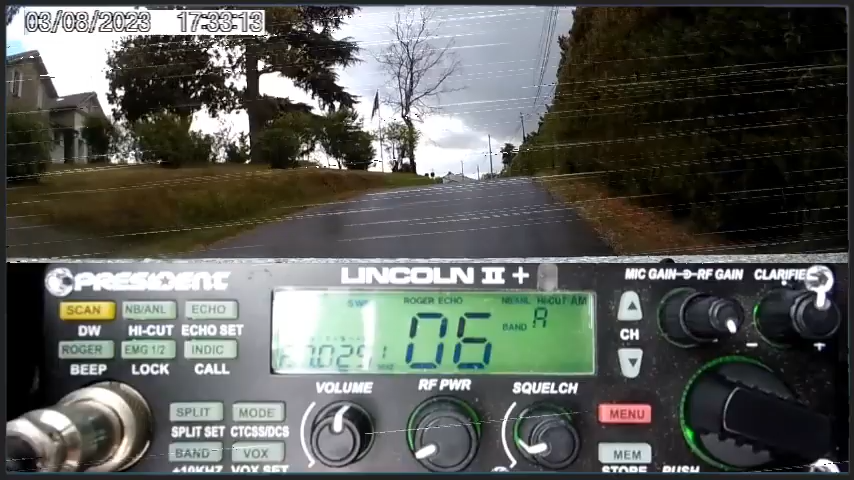 03/08/2023 17:33:13
PRESIDENT LINCOLN II + MIC GAIN RF GAIN CLARIFIER
SCAN NB/ANL ECHO
DW HI-CUT ECHO SET
ROGER EMG 1/2 INDIC
BEEP LOCK CALL
ROGER ECHO NB/ANL HI-CUT AM
BAND A
06
CH
VOLUME RF PWR SQUELCH
SPLIT MODE
SPLIT SET CTCSS/DCS
BAND VOX
+10KHZ VOX SET
MENU
MEM
STORE PUSH
- +